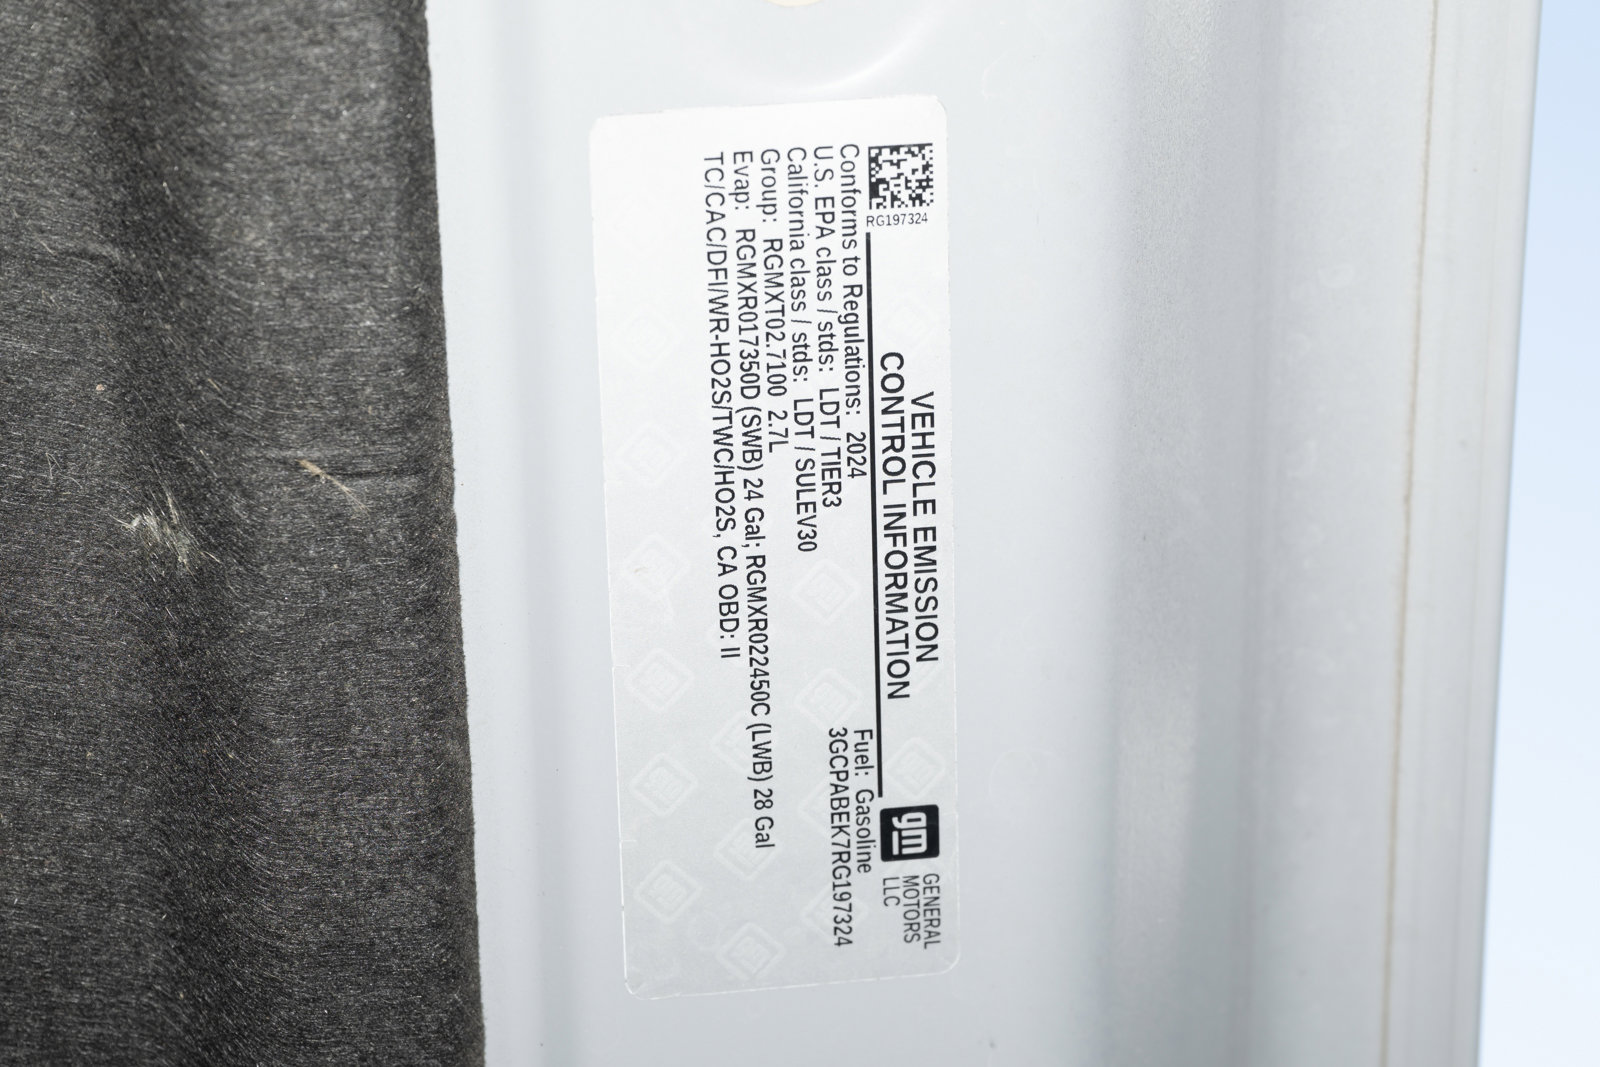 RG197324
VEHICLE EMISSION
CONTROL INFORMATION
gm
GENERAL
MOTORS
LLC
Conforms to Regulations: 2024
Fuel: Gasoline
U.S. EPA class / stds: LDT / TIER3
3GCPABEK7RG197324
California class / stds: LDT / SULEV30
Group: RGMXT02.7100 2.7L
Evap: RGMXR017350D (SWB) 24 Gal; RGMXR022450C (LWB) 28 Gal
TC/CAC/DFI/WR-HO2S/TWC/HO2S, CA OBD: II